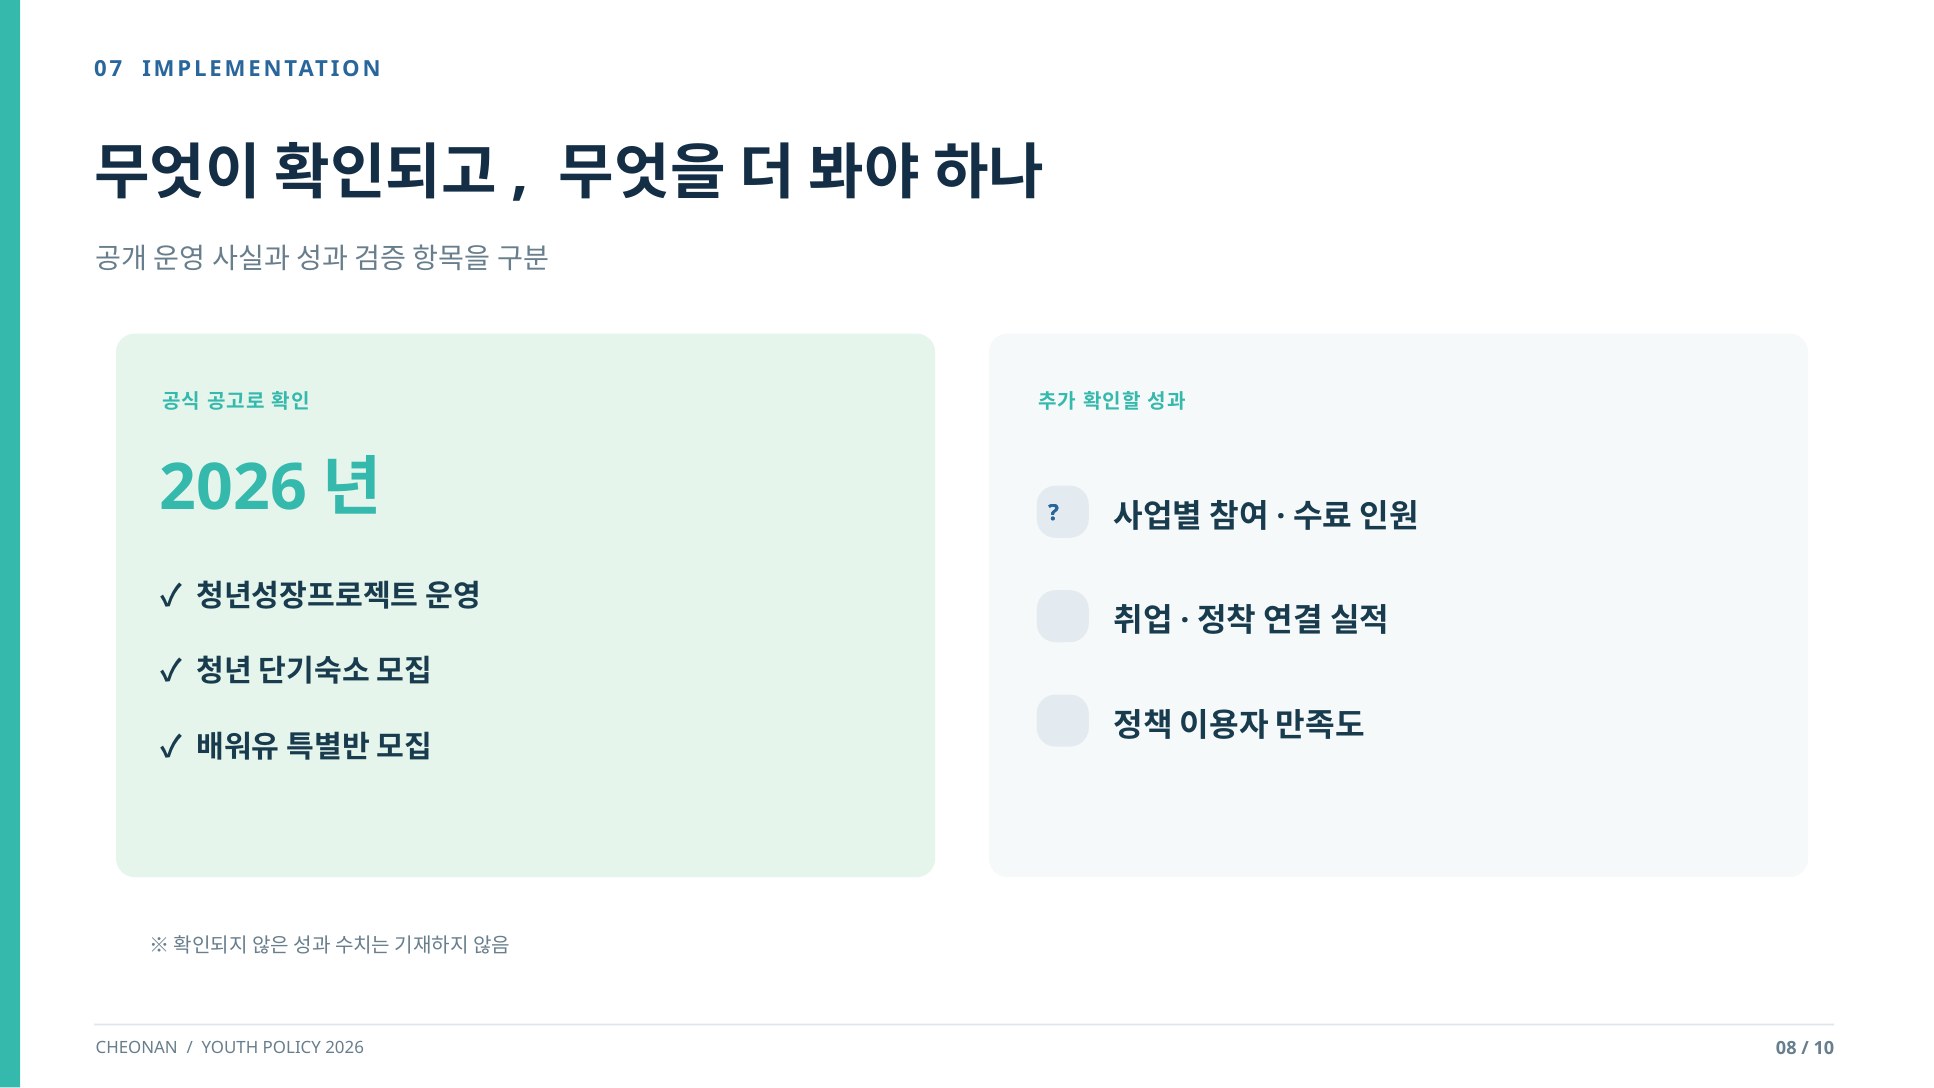 07 IMPLEMENTATION
무엇이 확인되고 , 무엇을 더 봐야 하나
공개 운영 사실과 성과 검증 항목을 구분
공식 공고로 확인
2026 년
✓ 청년성장프로젝트 운영
✓ 청년 단기숙소 모집
✓ 배워유 특별반 모집
추가 확인할 성과
? 사업별 참여 · 수료 인원
취업 · 정착 연결 실적
정책 이용자 만족도
※ 확인되지 않은 성과 수치는 기재하지 않음
CHEONAN / YOUTH POLICY 2026
08 / 10